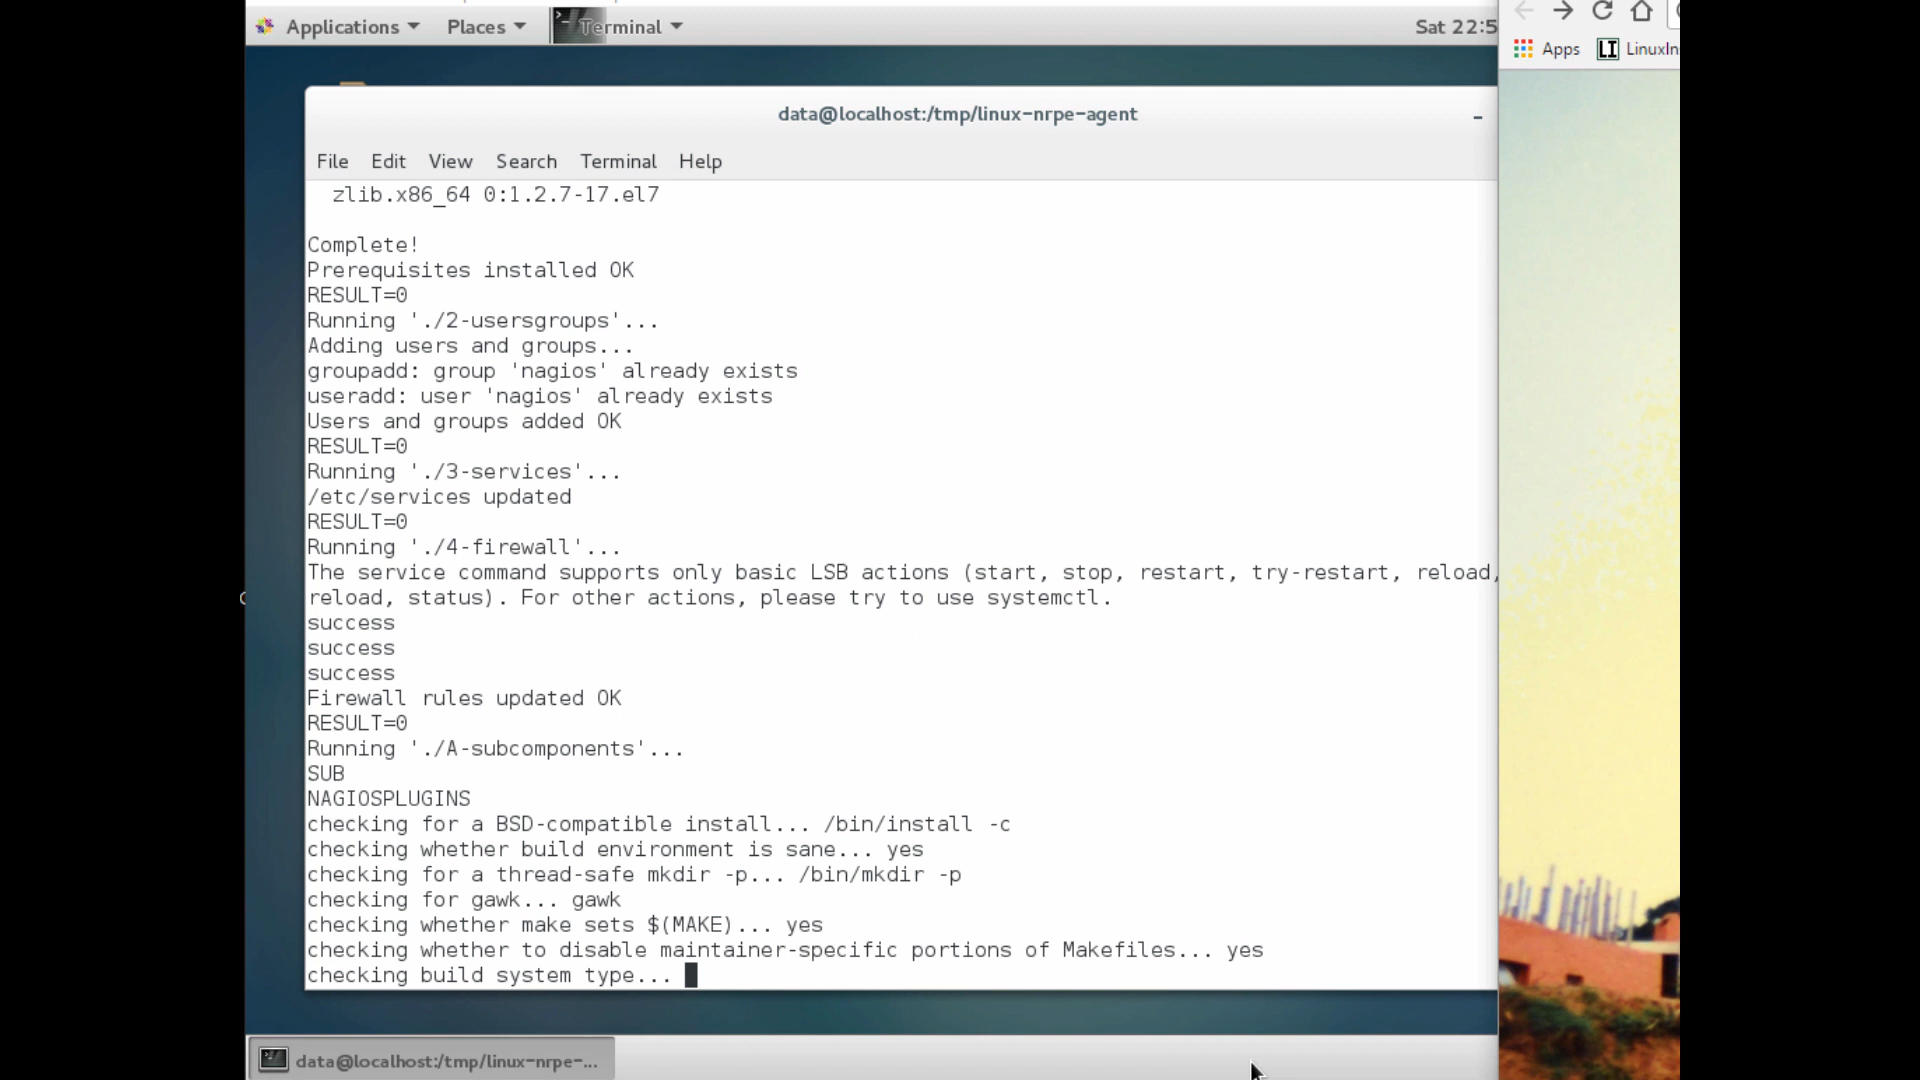 Applications Places Terminal Sat 22:5
Apps LinuxIn
data@localhost:/tmp/linux-nrpe-agent
File Edit View Search Terminal Help
zlib.x86_64 0:1.2.7-17.el7
Complete!
Prerequisites installed OK
RESULT=0
Running './2-usersgroups'...
Adding users and groups...
groupadd: group 'nagios' already exists
useradd: user 'nagios' already exists
Users and groups added OK
RESULT=0
Running './3-services'...
/etc/services updated
RESULT=0
Running './4-firewall'...
The service command supports only basic LSB actions (start, stop, restart, try-restart, reload,
reload, status). For other actions, please try to use systemctl.
success
success
success
Firewall rules updated OK
RESULT=0
Running './A-subcomponents'...
SUB
NAGIOSPLUGINS
checking for a BSD-compatible install... /bin/install -c
checking whether build environment is sane... yes
checking for a thread-safe mkdir -p... /bin/mkdir -p
checking for gawk... gawk
checking whether make sets $(MAKE)... yes
checking whether to disable maintainer-specific portions of Makefiles... yes
checking build system type...
data@localhost:/tmp/linux-nrpe-...